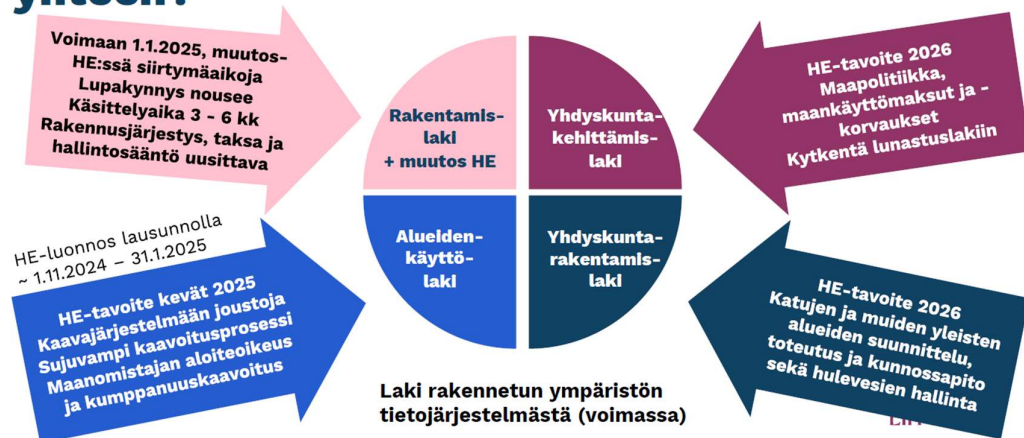 yhteen?
Voimaan 1.1.2025, muutos-
HE:ssä siirtymäaikoja
Lupakynnys nousee
Käsittelyaika 3 - 6 kk
Rakennusjärjestys, taksa ja
hallintosääntö uusittava
Rakentamis-
laki
+ muutos HE
Yhdyskunta-
kehittämis-
laki
HE-tavoite 2026
Maapolitiikka,
maankäyttömaksut ja -
korvaukset
Kytkentä lunastuslakiin
HE-luonnos lausunnolla
~ 1.11.2024 – 31.1.2025
HE-tavoite kevät 2025
Kaavajärjestelmään joustoja
Sujuvampi kaavoitusprosessi
Maanomistajan aloiteoikeus
ja kumppanuuskaavoitus
Alueiden-
käyttö-
laki
Yhdyskunta-
rakentamis-
laki
HE-tavoite 2026
Katujen ja muiden yleisten
alueiden suunnittelu,
toteutus ja kunnossapito
sekä hulevesien hallinta
Laki rakennetun ympäristön
tietojärjestelmästä (voimassa)